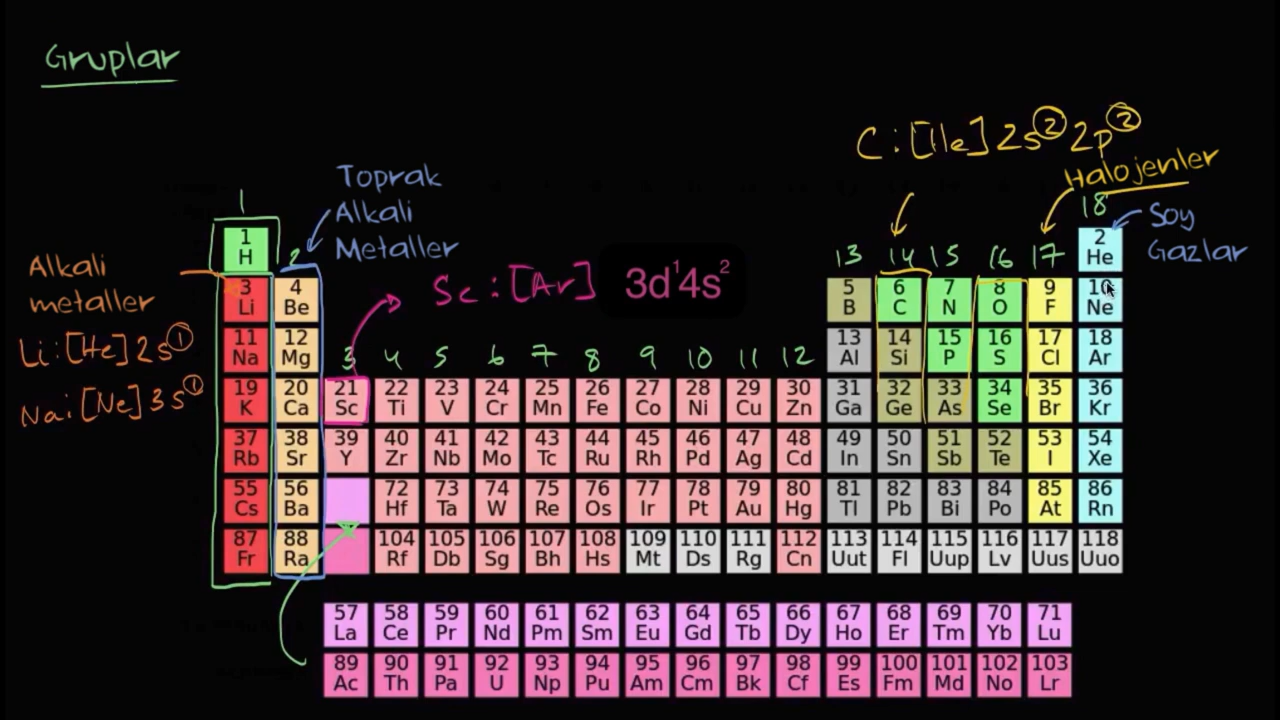 Gruplar
C : [He] 2s² 2p²
Halojenler
Toprak
Alkali
Metaller
Soy
Gazlar
Alkali
metaller
Li : [He] 2s¹
Na : [Ne] 3s¹
Sc : [Ar] 3d¹4s²
1 18
2 13 14 15 16 17
3 4 5 6 7 8 9 10 11 12
1 2
H He
3 4 5 6 7 8 9 10
Li Be B C N O F Ne
11 12 13 14 15 16 17 18
Na Mg Al Si P S Cl Ar
19 20 21 22 23 24 25 26 27 28 29 30 31 32 33 34 35 36
K Ca Sc Ti V Cr Mn Fe Co Ni Cu Zn Ga Ge As Se Br Kr
37 38 39 40 41 42 43 44 45 46 47 48 49 50 51 52 53 54
Rb Sr Y Zr Nb Mo Tc Ru Rh Pd Ag Cd In Sn Sb Te I Xe
55 56 72 73 74 75 76 77 78 79 80 81 82 83 84 85 86
Cs Ba Hf Ta W Re Os Ir Pt Au Hg Tl Pb Bi Po At Rn
87 88 104 105 106 107 108 109 110 111 112 113 114 115 116 117 118
Fr Ra Rf Db Sg Bh Hs Mt Ds Rg Cn Uut Fl Uup Lv Uus Uuo
57 58 59 60 61 62 63 64 65 66 67 68 69 70 71
La Ce Pr Nd Pm Sm Eu Gd Tb Dy Ho Er Tm Yb Lu
89 90 91 92 93 94 95 96 97 98 99 100 101 102 103
Ac Th Pa U Np Pu Am Cm Bk Cf Es Fm Md No Lr